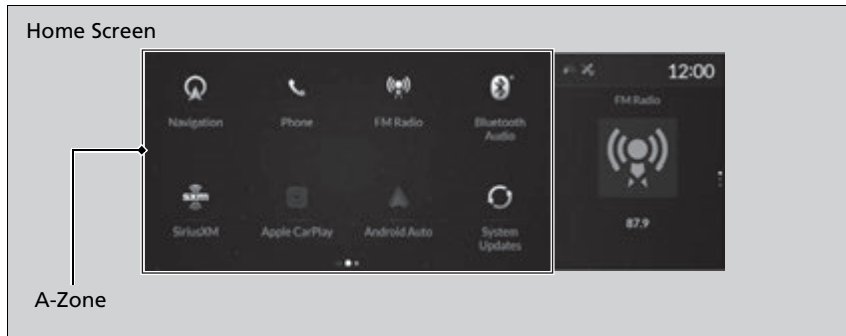 Home Screen
12:00
Navigation
Phone
FM Radio
Bluetooth
Audio
FM Radio
sxm
SiriusXM
Apple CarPlay
Android Auto
System
Updates
87.9
A-Zone